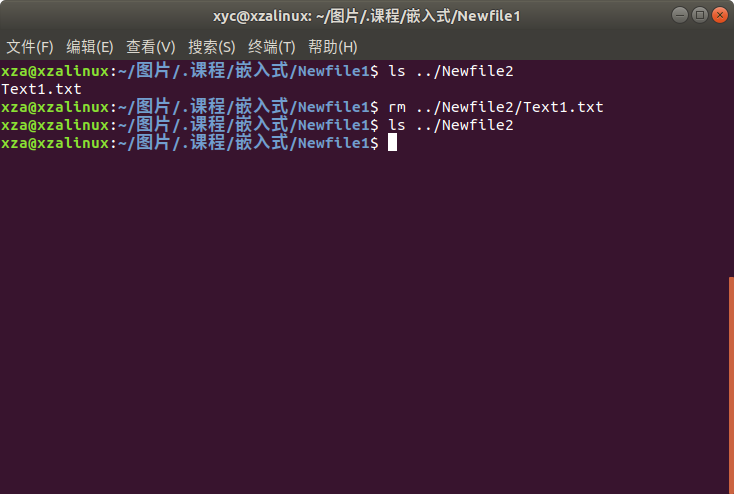 xyc@xzalinux: ~/图片/.课程/嵌入式/Newfile1
文件(F) 编辑(E) 查看(V) 搜索(S) 终端(T) 帮助(H)
xza@xzalinux:~/图片/.课程/嵌入式/Newfile1$ ls ../Newfile2
Text1.txt
xza@xzalinux:~/图片/.课程/嵌入式/Newfile1$ rm ../Newfile2/Text1.txt
xza@xzalinux:~/图片/.课程/嵌入式/Newfile1$ ls ../Newfile2
xza@xzalinux:~/图片/.课程/嵌入式/Newfile1$